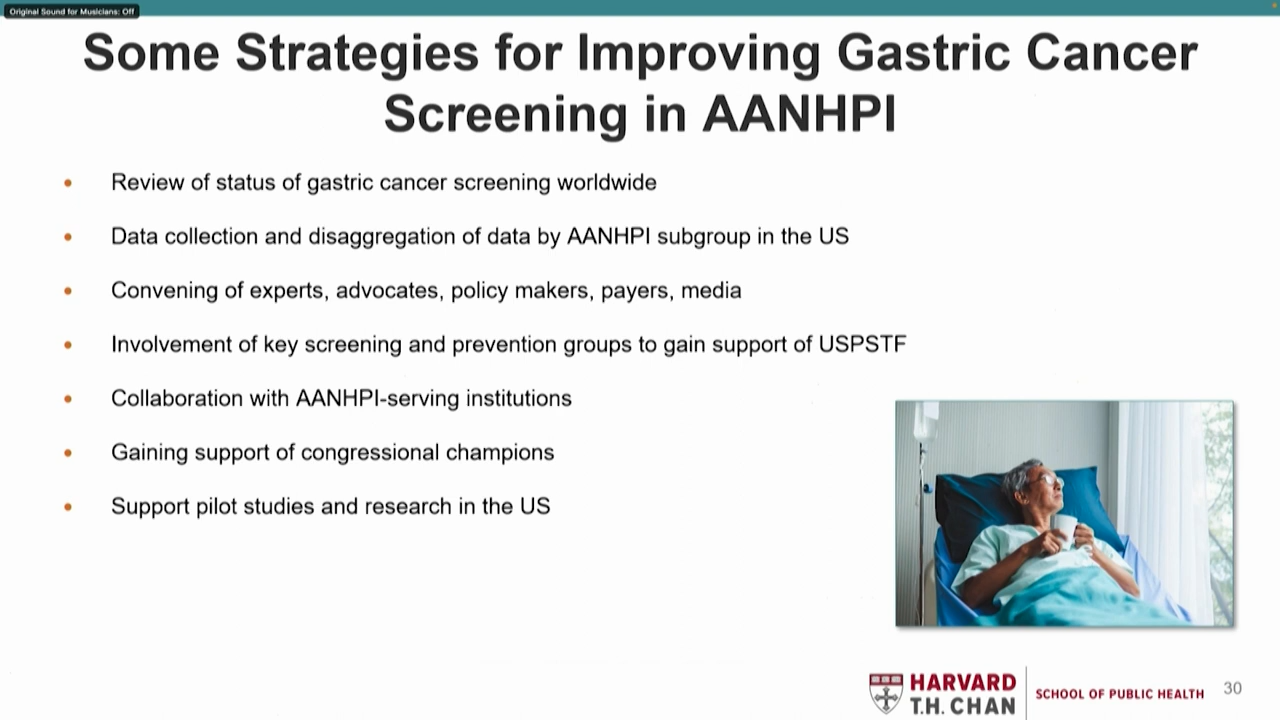 Original Sound for Musicians: Off
Some Strategies for Improving Gastric Cancer
Screening in AANHPI
• Review of status of gastric cancer screening worldwide
• Data collection and disaggregation of data by AANHPI subgroup in the US
• Convening of experts, advocates, policy makers, payers, media
• Involvement of key screening and prevention groups to gain support of USPSTF
• Collaboration with AANHPI-serving institutions
• Gaining support of congressional champions
• Support pilot studies and research in the US
HARVARD
T.H. CHAN
SCHOOL OF PUBLIC HEALTH
30